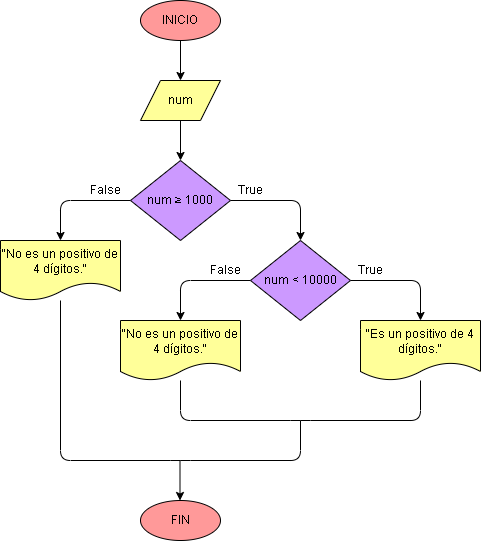 INICIO
num
False
True
num ≥ 1000
"No es un positivo de
4 dígitos."
False
True
num < 10000
"No es un positivo de
4 dígitos."
"Es un positivo de 4
dígitos."
FIN